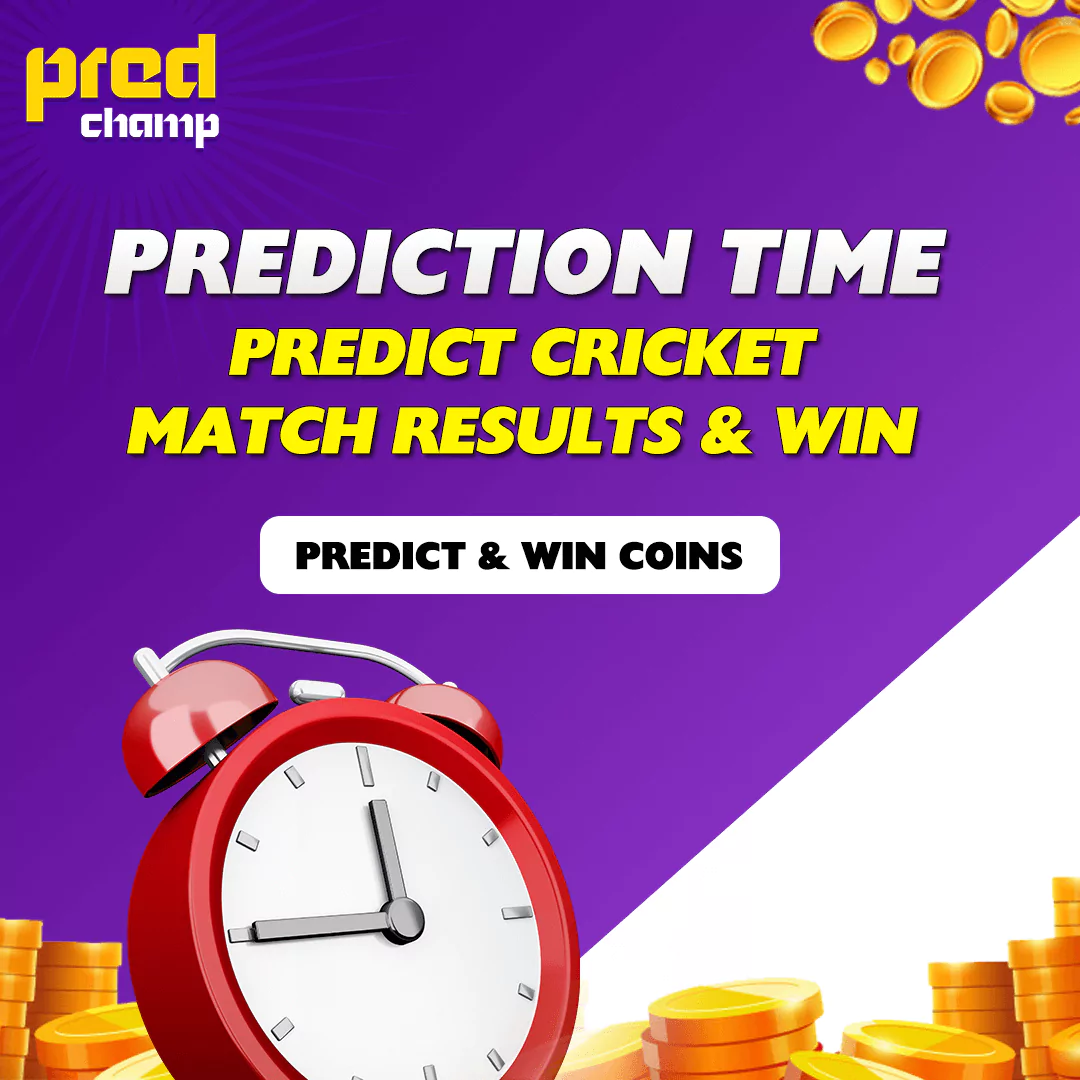 pred
champ
PREDICTION TIME
PREDICT CRICKET
MATCH RESULTS & WIN
PREDICT & WIN COINS